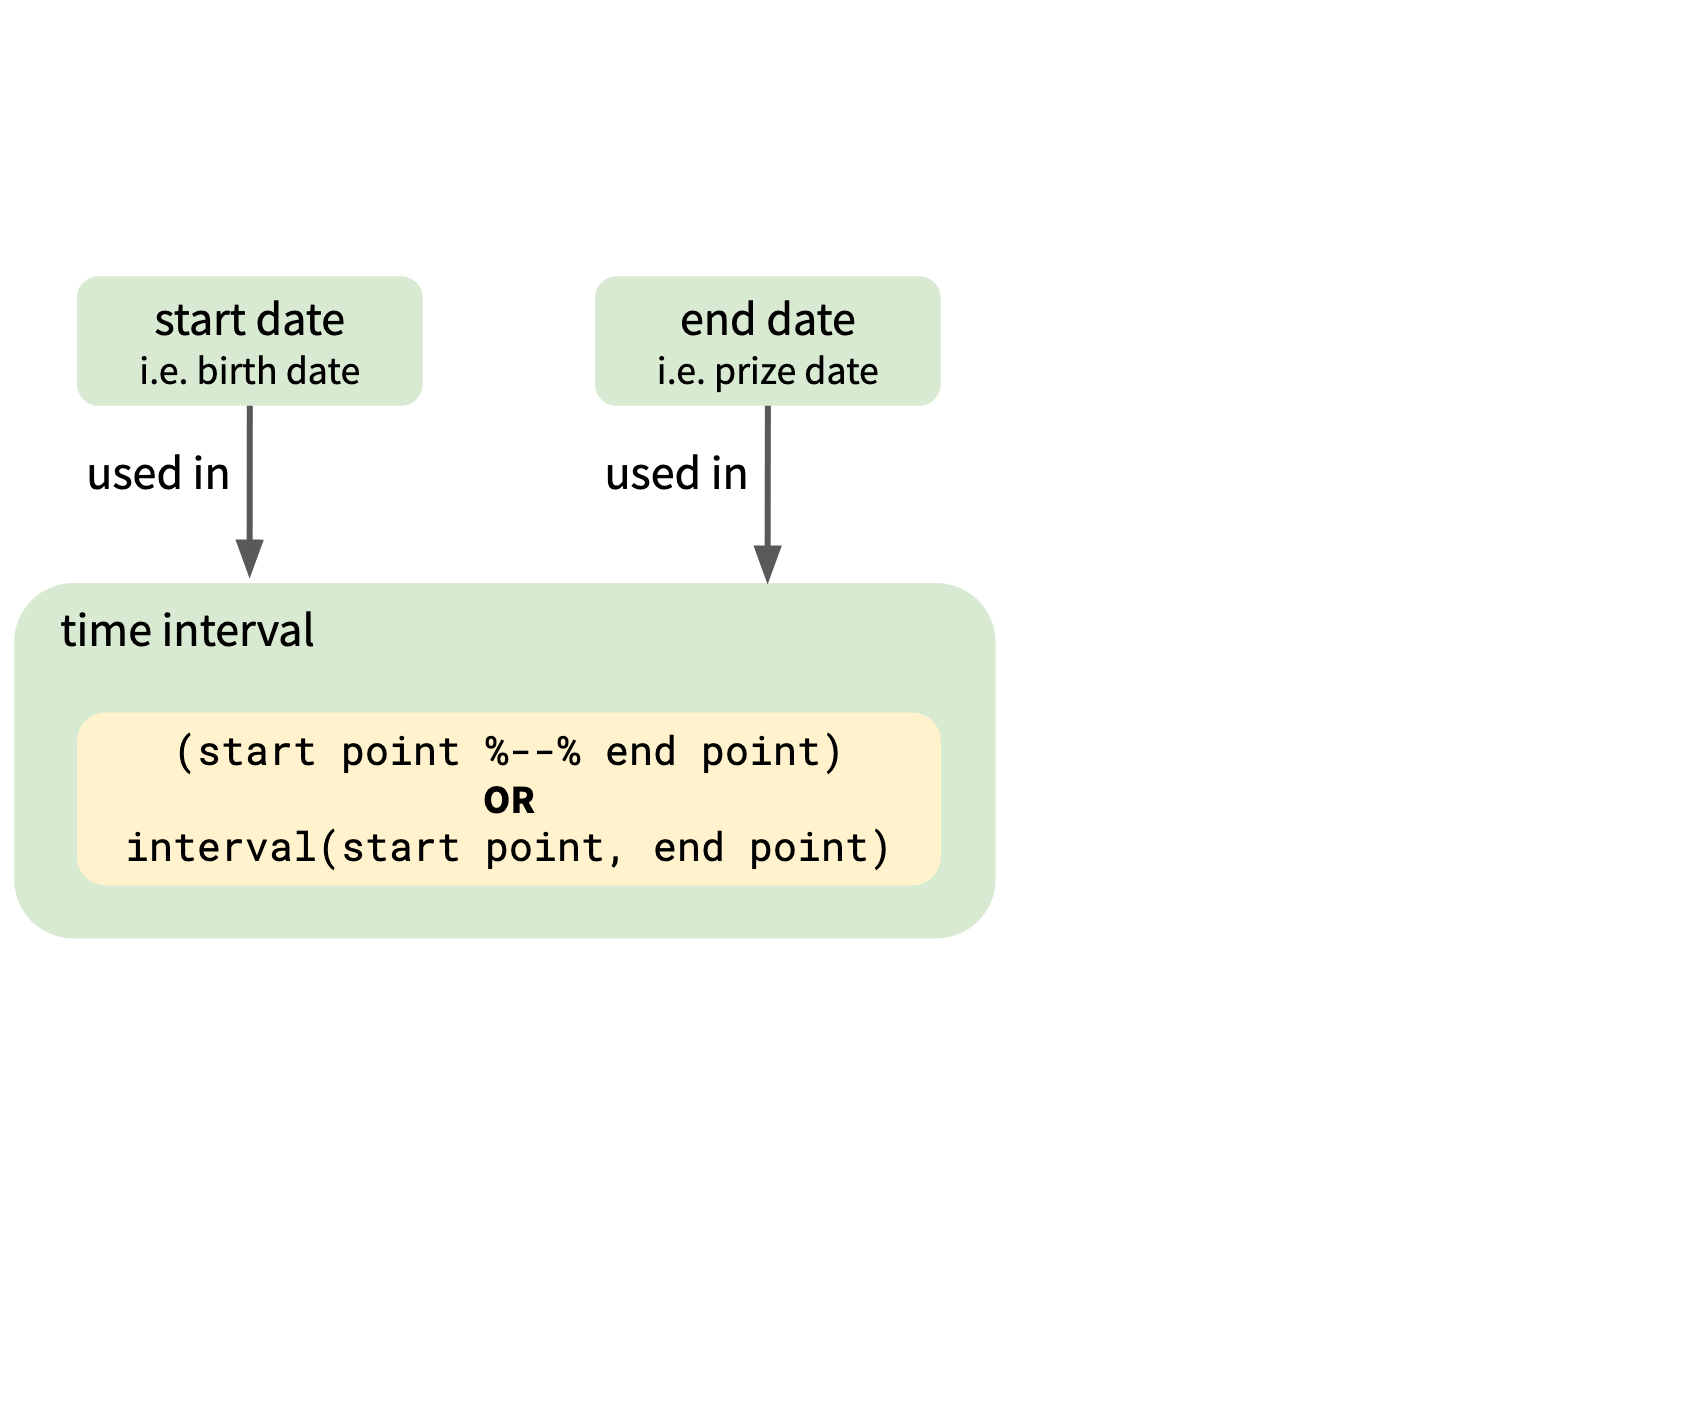 start date
i.e. birth date
end date
i.e. prize date
used in
used in
time interval
(start point %--% end point)
OR
interval(start point, end point)